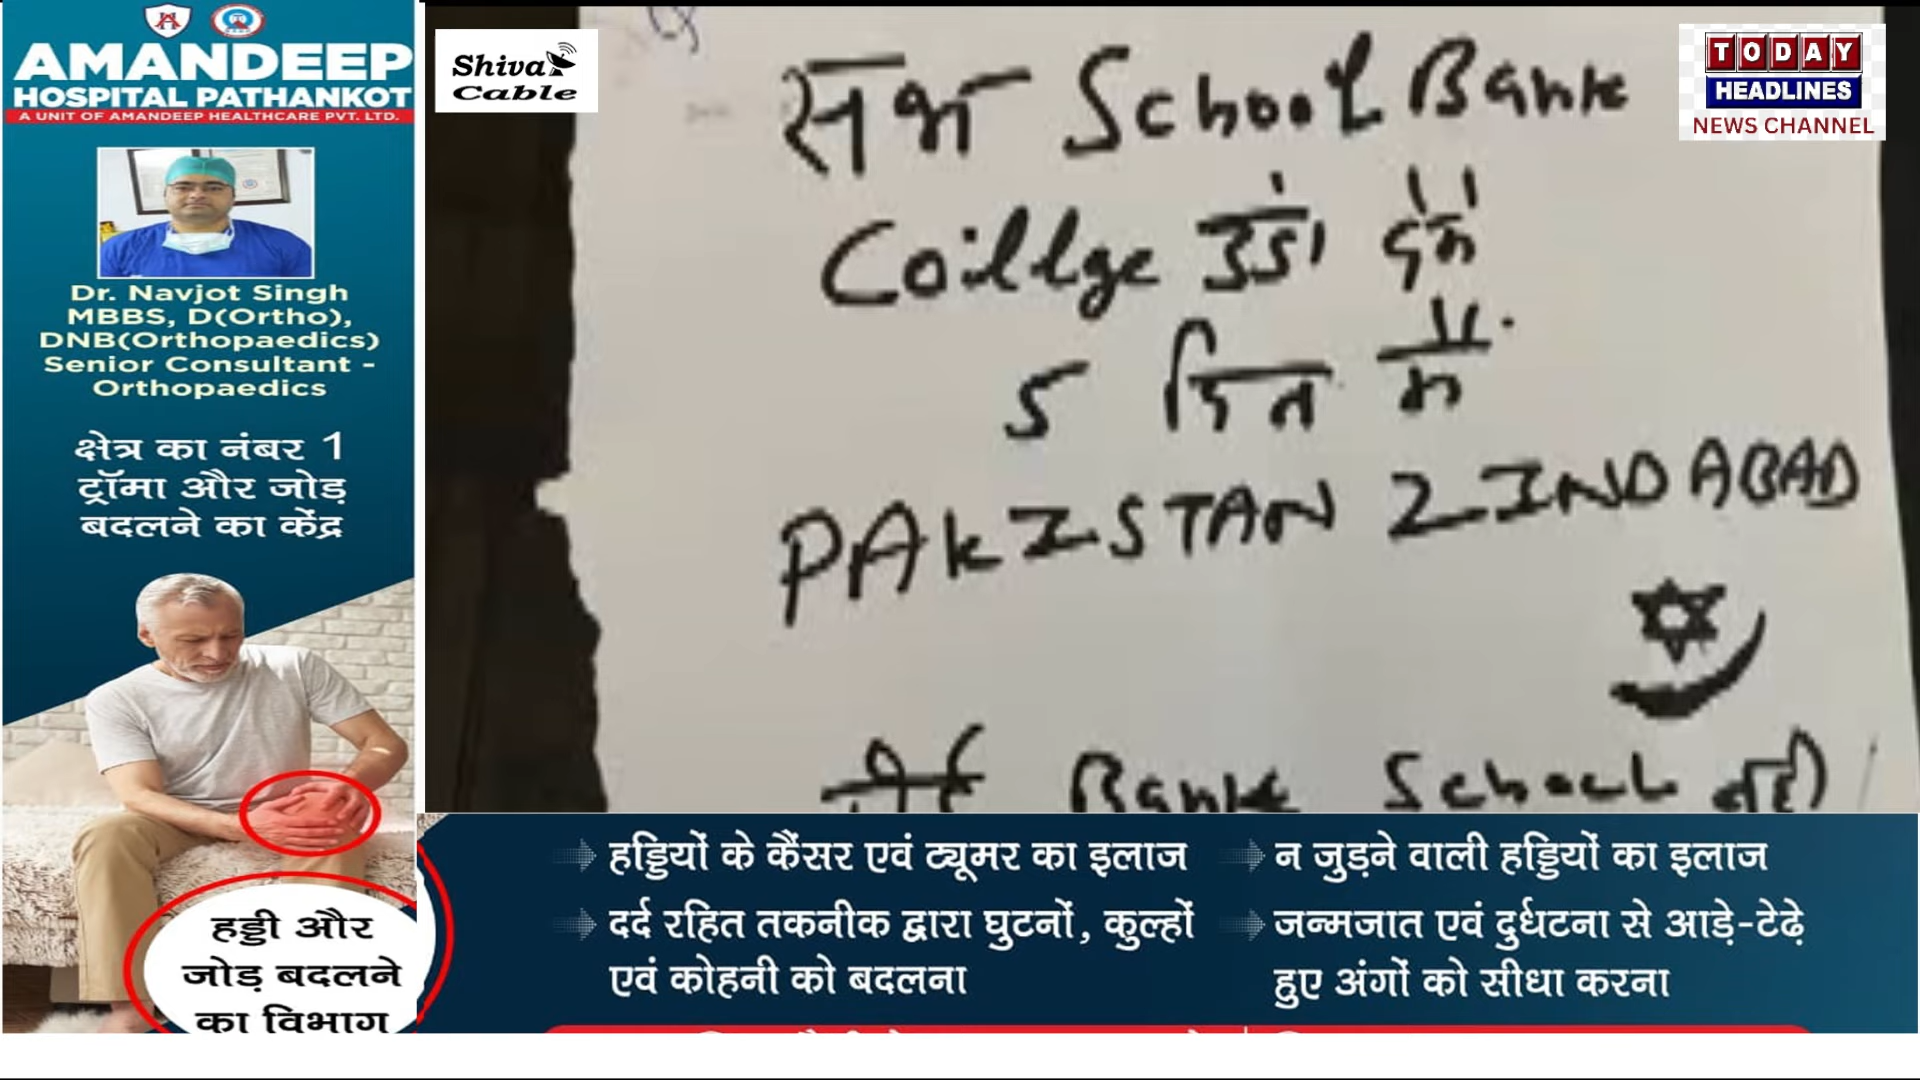 AMANDEEP
HOSPITAL PATHANKOT
A UNIT OF AMANDEEP HEALTHCARE PVT. LTD.
Dr. Navjot Singh
MBBS, D(Ortho),
DNB(Orthopaedics)
Senior Consultant -
Orthopaedics
क्षेत्र का नंबर 1
ट्रॉमा और जोड़
बदलने का केंद्र
हड्डी और
जोड़ बदलने
का विभाग
Shiva
Cable
TODAY
HEADLINES
NEWS CHANNEL
सभ School Bank
Coillge उडा देंगे
5 दिन में
PAKISTAN ZINDABAD
Bank School नही
हड्डियों के कैंसर एवं ट्यूमर का इलाज
दर्द रहित तकनीक द्वारा घुटनों, कुल्हों
एवं कोहनी को बदलना
न जुड़ने वाली हड्डियों का इलाज
जन्मजात एवं दुर्धटना से आड़े-टेढ़े
हुए अंगों को सीधा करना